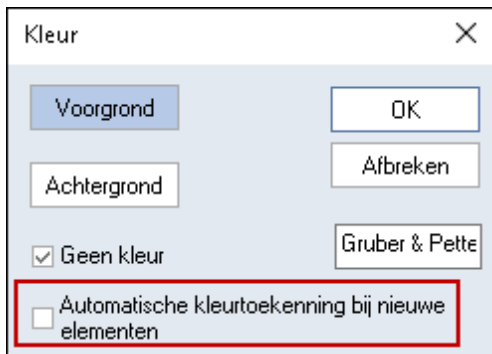 Kleur
Voorgrond
OK
Afbreken
Achtergrond
Geen kleur
Gruber & Pette
Automatische kleurtoekenning bij nieuwe
elementen